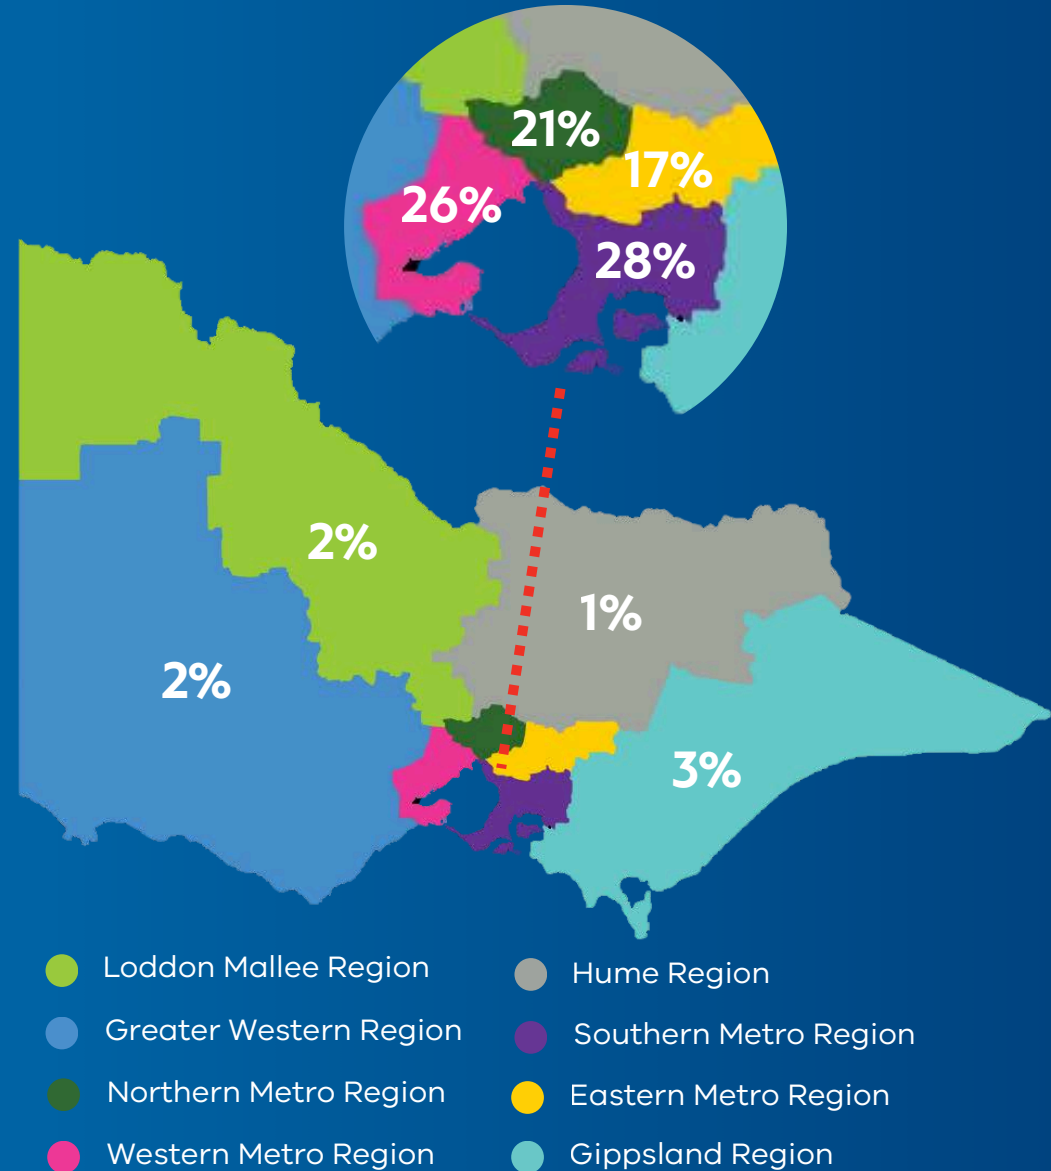 21%
17%
26%
28%
2%
1%
2%
3%
Loddon Mallee Region
Greater Western Region
Northern Metro Region
Western Metro Region
Hume Region
Southern Metro Region
Eastern Metro Region
Gippsland Region